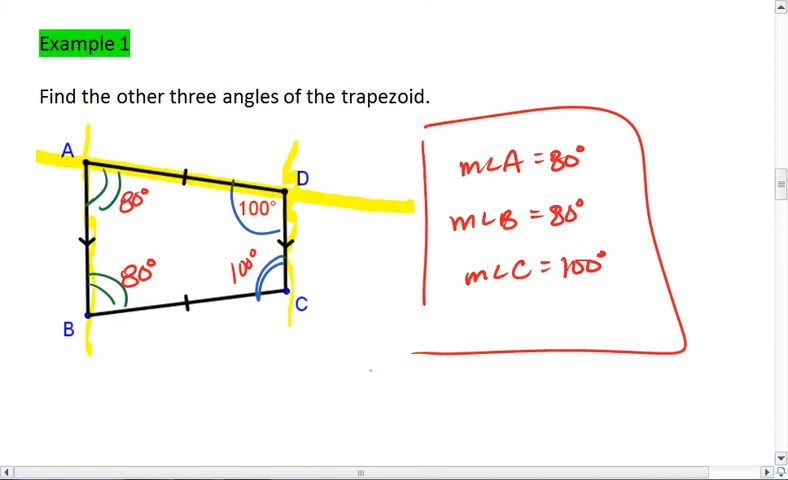 Example 1
Find the other three angles of the trapezoid.
A
D
80°
100°
m∠A = 80°
m∠B = 80°
m∠C = 100°
80°
100°
B
C